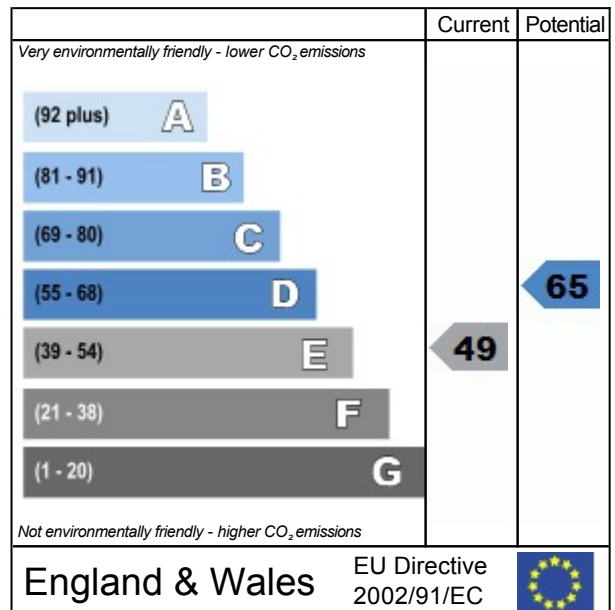 Current Potential
Very environmentally friendly - lower CO₂ emissions
(92 plus) A
(81 - 91) B
(69 - 80) C
(55 - 68) D
65
(39 - 54) E
49
(21 - 38) F
(1 - 20) G
Not environmentally friendly - higher CO₂ emissions
England & Wales
EU Directive
2002/91/EC